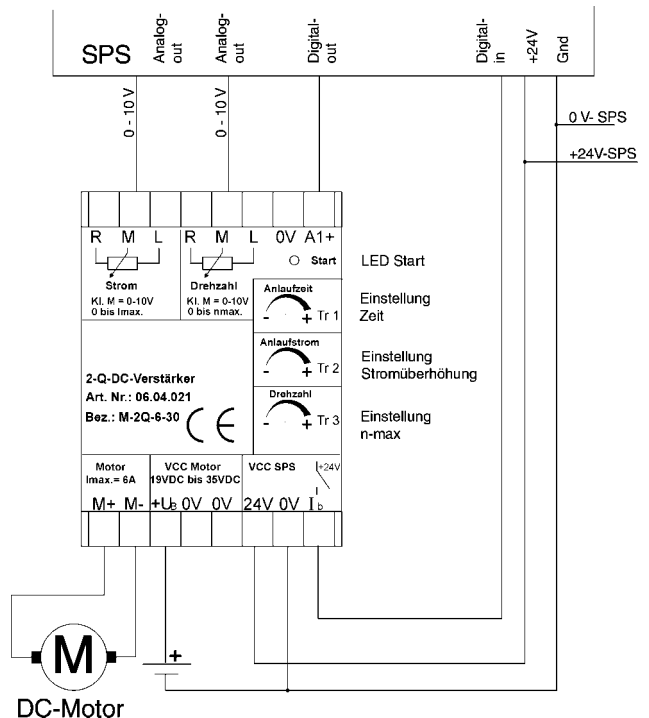 SPS
Analog-
out
Analog-
out
Digital-
out
Digital-
in
+24V
Gnd
0 - 10 V
0 - 10 V
0 V- SPS
+24V-SPS
R M L R M L 0V A1+
Start
LED Start
Strom
Kl. M = 0-10V
0 bis Imax.
Drehzahl
Kl. M = 0-10V
0 bis nmax.
Anlaufzeit
- + Tr 1
Einstellung
Zeit
Anlaufstrom
- + Tr 2
Einstellung
Stromüberhöhung
Drehzahl
- + Tr 3
Einstellung
n-max
2-Q-DC-Verstärker
Art. Nr.: 06.04.021
Bez.: M-2Q-6-30
CE
Motor
Imax.= 6A
VCC Motor
19VDC bis 35VDC
VCC SPS
+24V
M+ M- +UB 0V 0V 24V 0V Ib
M
+
DC-Motor